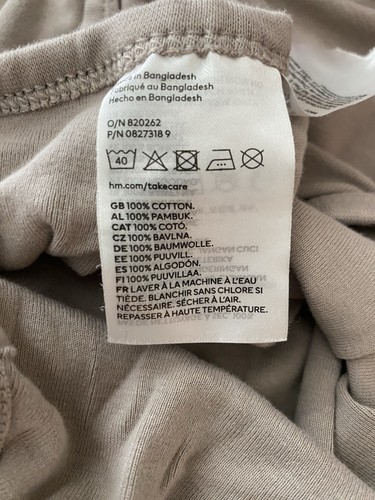 in Bangladesh
Fabriqué au Bangladesh
Hecho en Bangladesh
O/N 820262
P/N 0827318 9
40
hm.com/takecare
GB 100% COTTON.
AL 100% PAMBUK.
CAT 100% COTÓ.
CZ 100% BAVLNA.
DE 100% BAUMWOLLE.
EE 100% PUUVILL.
ES 100% ALGODÓN.
FI 100% PUUVILLAA.
FR LAVER À LA MACHINE À L'EAU
TIÈDE. BLANCHIR SANS CHLORE SI
NÉCESSAIRE. SÉCHER À L'AIR.
REPASSER À HAUTE TEMPÉRATURE.